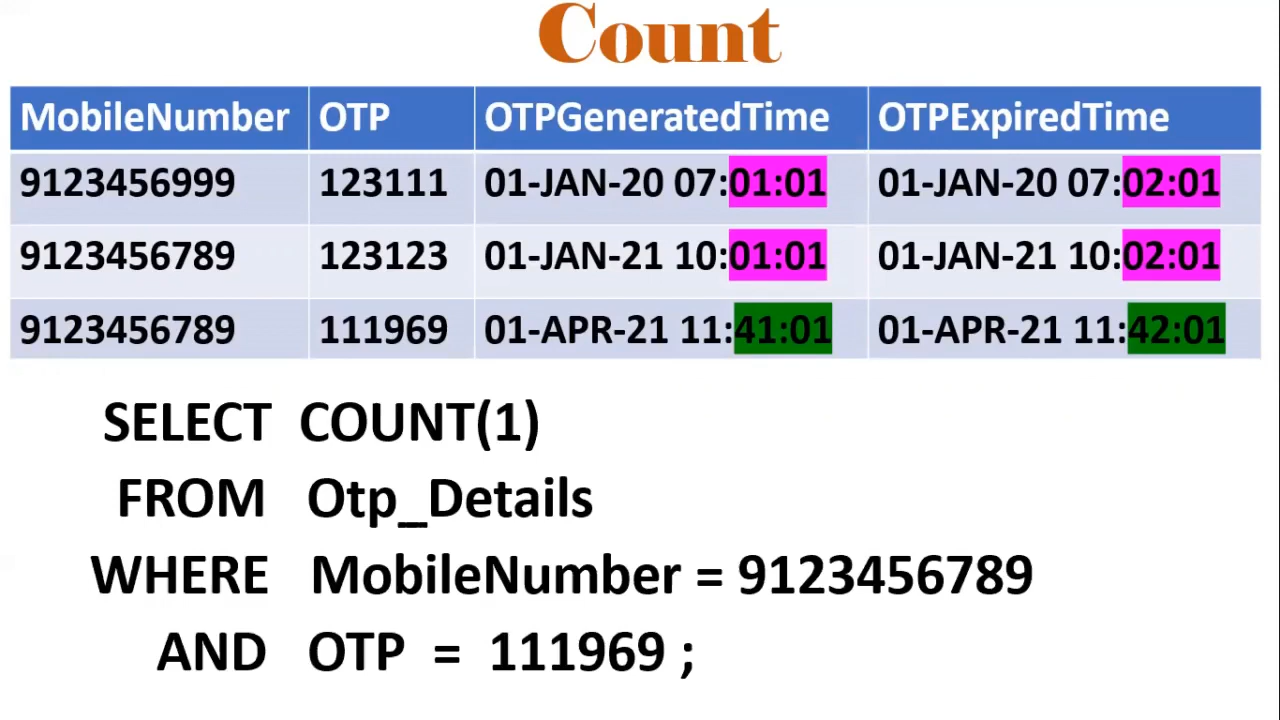 Count
MobileNumber OTP OTPGeneratedTime OTPExpiredTime
9123456999 123111 01-JAN-20 07:01:01 01-JAN-20 07:02:01
9123456789 123123 01-JAN-21 10:01:01 01-JAN-21 10:02:01
9123456789 111969 01-APR-21 11:41:01 01-APR-21 11:42:01
SELECT COUNT(1)
FROM Otp_Details
WHERE MobileNumber = 9123456789
AND OTP = 111969 ;